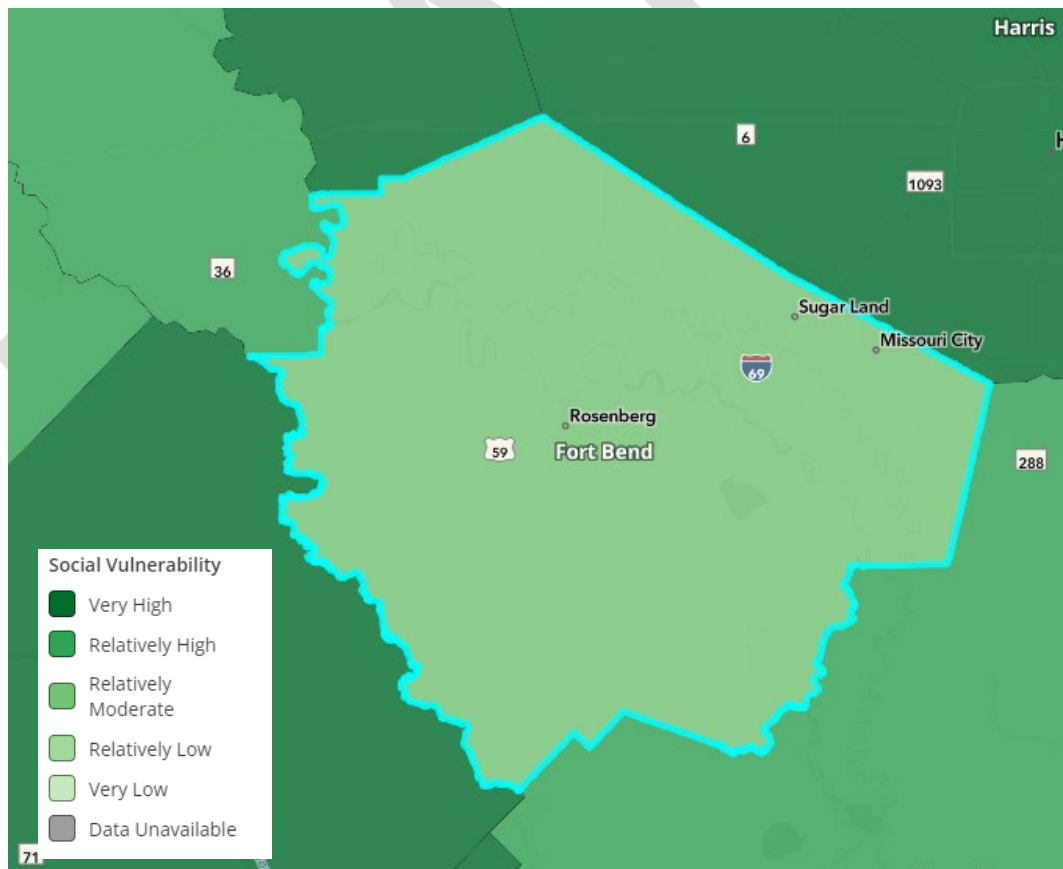 Harris
6
H
1093
36
Sugar Land
Missouri City
69
Rosenberg
59
Fort Bend
288
Social Vulnerability
Very High
Relatively High
Relatively
Moderate
Relatively Low
Very Low
Data Unavailable
71